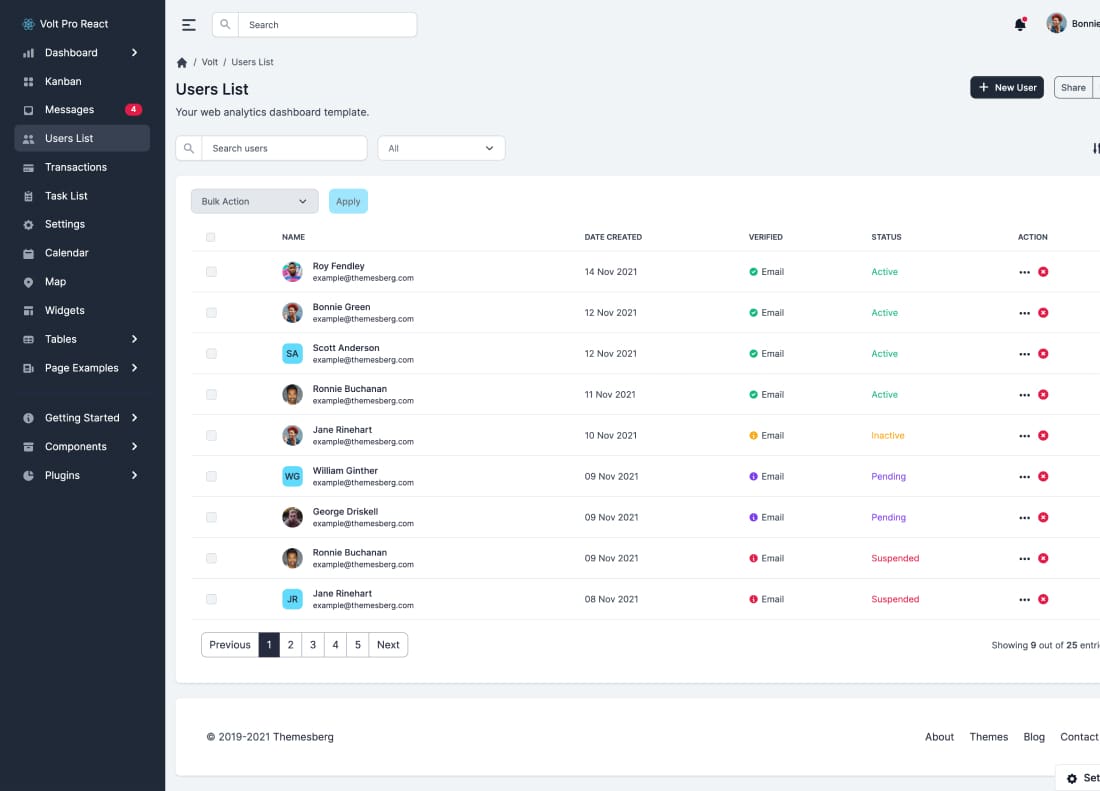 Volt Pro React
Dashboard
Kanban
Messages 4
Users List
Transactions
Task List
Settings
Calendar
Map
Widgets
Tables
Page Examples
Getting Started
Components
Plugins
Search
Bonnie
/ Volt / Users List
Users List
Your web analytics dashboard template.
New User
Share
Search users
All
Bulk Action
Apply
NAME DATE CREATED VERIFIED STATUS ACTION
Roy Fendley
example@themesberg.com
14 Nov 2021 Email Active
Bonnie Green
example@themesberg.com
12 Nov 2021 Email Active
SA
Scott Anderson
example@themesberg.com
12 Nov 2021 Email Active
Ronnie Buchanan
example@themesberg.com
11 Nov 2021 Email Active
Jane Rinehart
example@themesberg.com
10 Nov 2021 Email Inactive
WG
William Ginther
example@themesberg.com
09 Nov 2021 Email Pending
George Driskell
example@themesberg.com
09 Nov 2021 Email Pending
Ronnie Buchanan
example@themesberg.com
09 Nov 2021 Email Suspended
JR
Jane Rinehart
example@themesberg.com
08 Nov 2021 Email Suspended
Previous 1 2 3 4 5 Next
Showing 9 out of 25 entri
© 2019-2021 Themesberg
About Themes Blog Contact
Set